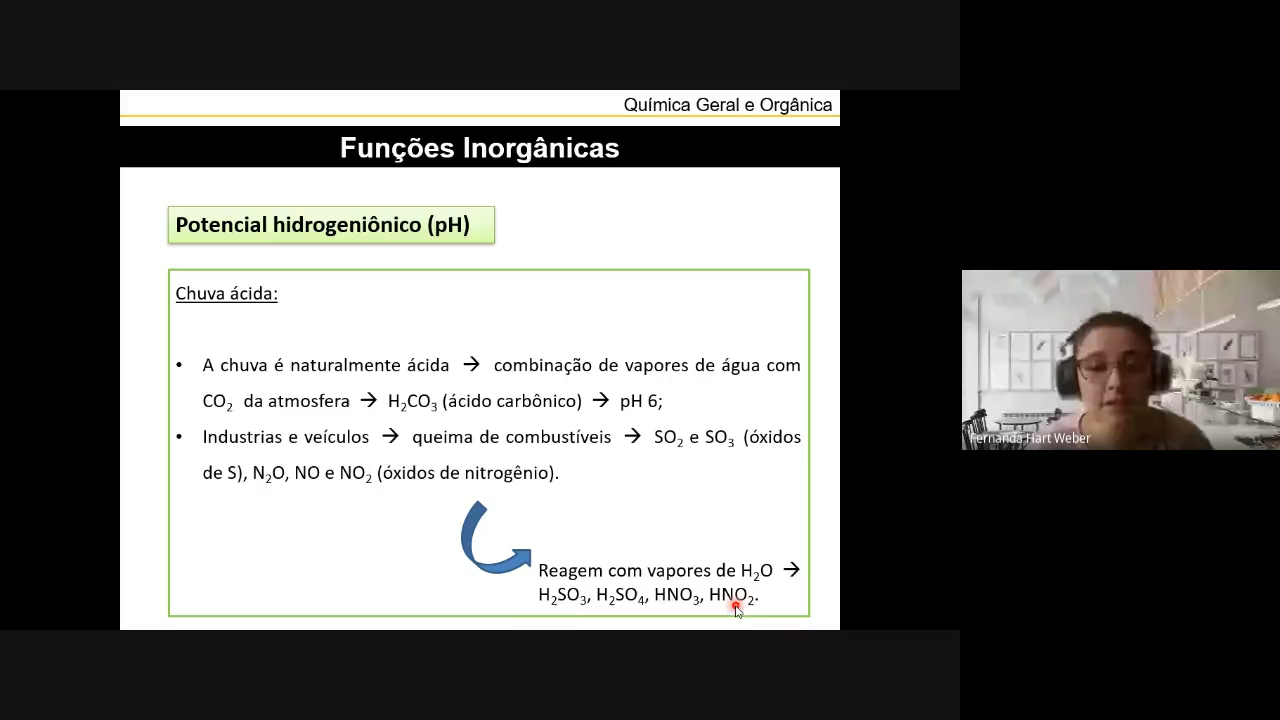 Química Geral e Orgânica
Funções Inorgânicas
Potencial hidrogeniônico (pH)
Chuva ácida:
• A chuva é naturalmente ácida → combinação de vapores de água com
CO₂ da atmosfera → H₂CO₃ (ácido carbônico) → pH 6;
• Industrias e veículos → queima de combustíveis → SO₂ e SO₃ (óxidos
de S), N₂O, NO e NO₂ (óxidos de nitrogênio).
Reagem com vapores de H₂O →
H₂SO₃, H₂SO₄, HNO₃, HNO₂.
Fernanda Hart Weber